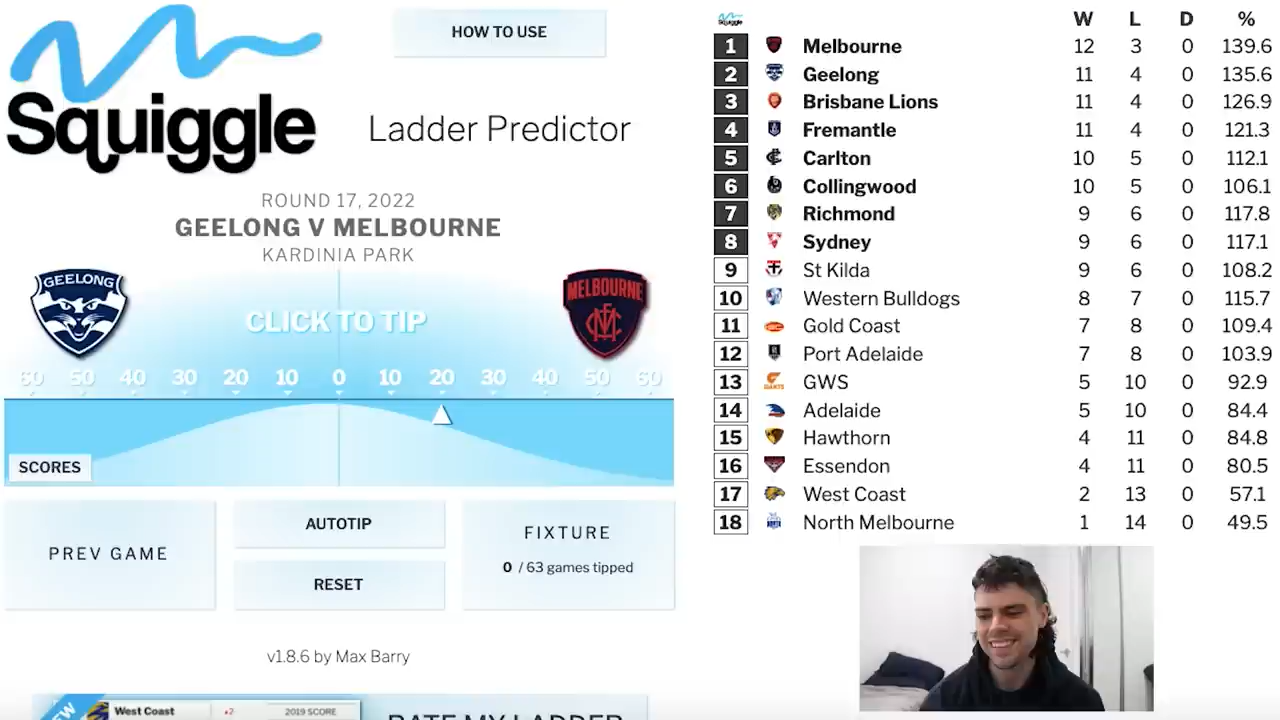 Squiggle
HOW TO USE
Ladder Predictor
ROUND 17, 2022
GEELONG V MELBOURNE
KARDINIA PARK
GEELONG
MELBOURNE
CLICK TO TIP
60 50 40 30 20 10 0 10 20 30 40 50 60
SCORES
PREV GAME
AUTOTIP
RESET
FIXTURE
0 / 63 games tipped
v1.8.6 by Max Barry
West Coast
2019 SCORE
RATE MY LADDER
Squiggle W L D %
1 Melbourne 12 3 0 139.6
2 Geelong 11 4 0 135.6
3 Brisbane Lions 11 4 0 126.9
4 Fremantle 11 4 0 121.3
5 Carlton 10 5 0 112.1
6 Collingwood 10 5 0 106.1
7 Richmond 9 6 0 117.8
8 Sydney 9 6 0 117.1
9 St Kilda 9 6 0 108.2
10 Western Bulldogs 8 7 0 115.7
11 Gold Coast 7 8 0 109.4
12 Port Adelaide 7 8 0 103.9
13 GWS 5 10 0 92.9
14 Adelaide 5 10 0 84.4
15 Hawthorn 4 11 0 84.8
16 Essendon 4 11 0 80.5
17 West Coast 2 13 0 57.1
18 North Melbourne 1 14 0 49.5